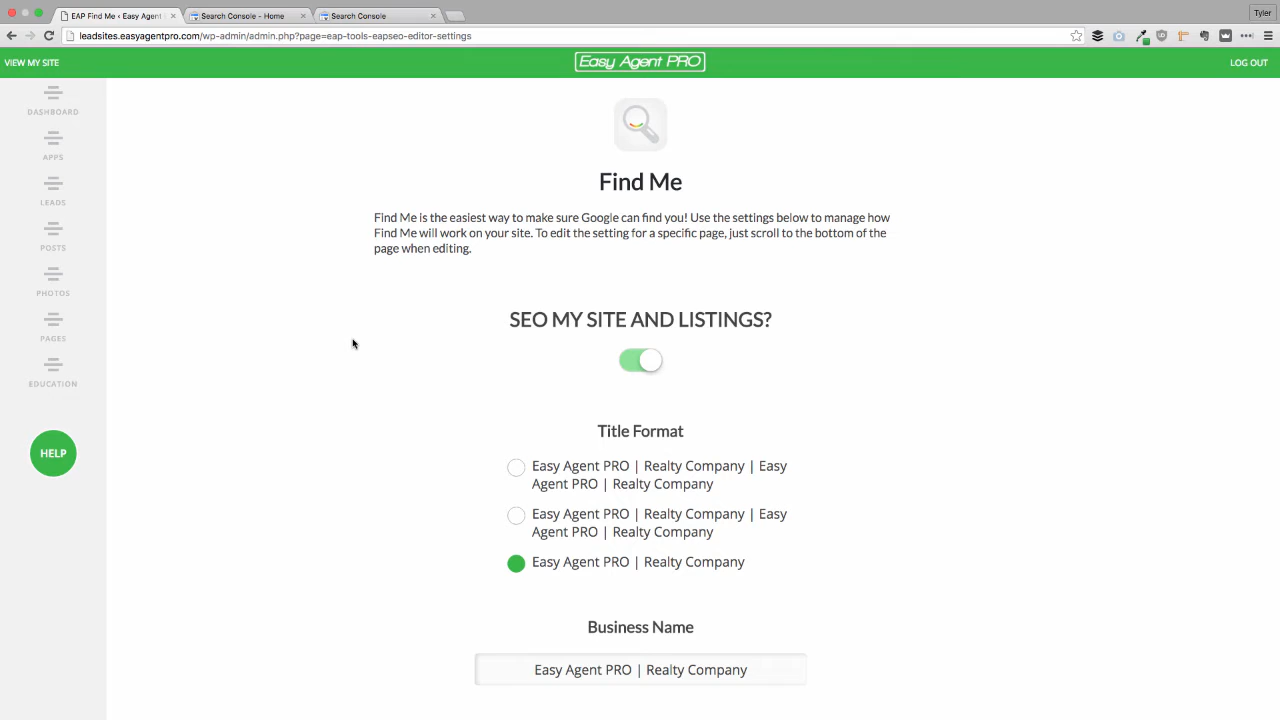 EAP Find Me ‹ Easy Agent
Search Console - Home
Search Console
Tyler
leadsites.easyagentpro.com/wp-admin/admin.php?page=eap-tools-eapseo-editor-settings
VIEW MY SITE
Easy Agent PRO
LOG OUT
DASHBOARD
APPS
LEADS
POSTS
PHOTOS
PAGES
EDUCATION
HELP
Find Me
Find Me is the easiest way to make sure Google can find you! Use the settings below to manage how
Find Me will work on your site. To edit the setting for a specific page, just scroll to the bottom of the
page when editing.
SEO MY SITE AND LISTINGS?
Title Format
Easy Agent PRO | Realty Company | Easy
Agent PRO | Realty Company
Easy Agent PRO | Realty Company | Easy
Agent PRO | Realty Company
Easy Agent PRO | Realty Company
Business Name
Easy Agent PRO | Realty Company